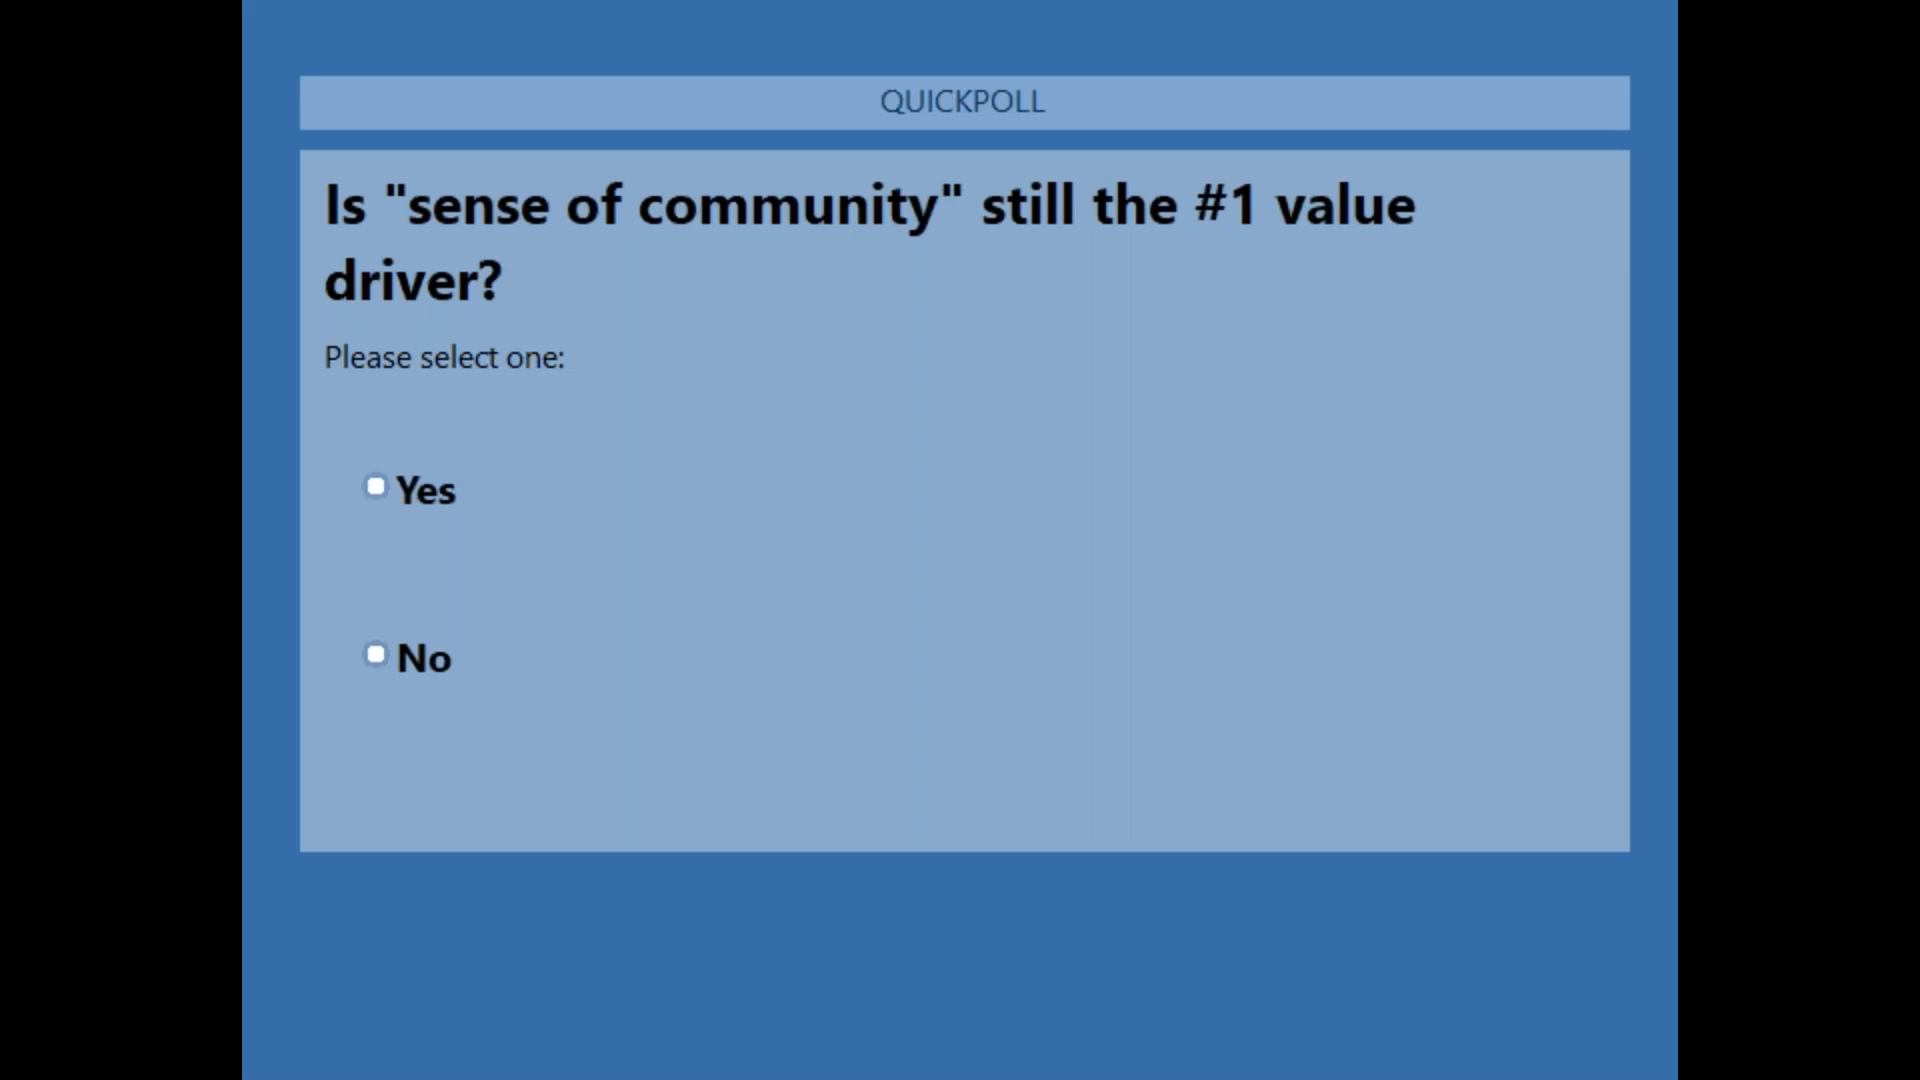 QUICKPOLL
Is "sense of community" still the #1 value
driver?
Please select one:
Yes
No